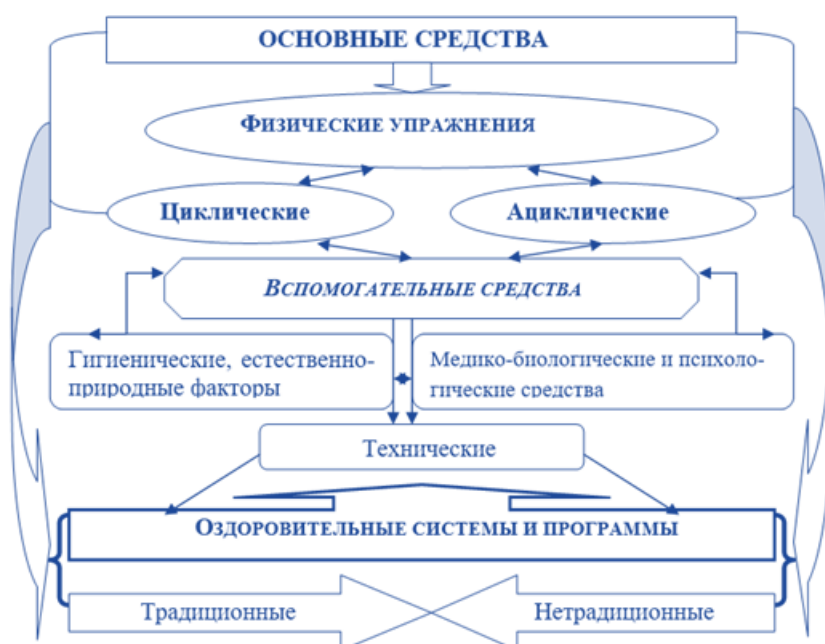 ОСНОВНЫЕ СРЕДСТВА
ФИЗИЧЕСКИЕ УПРАЖНЕНИЯ
Циклические
Ациклические
ВСПОМОГАТЕЛЬНЫЕ СРЕДСТВА
Гигиенические, естественно-
природные факторы
Медико-биологические и психоло-
гические средства
Технические
ОЗДОРОВИТЕЛЬНЫЕ СИСТЕМЫ И ПРОГРАММЫ
Традиционные
Нетрадиционные